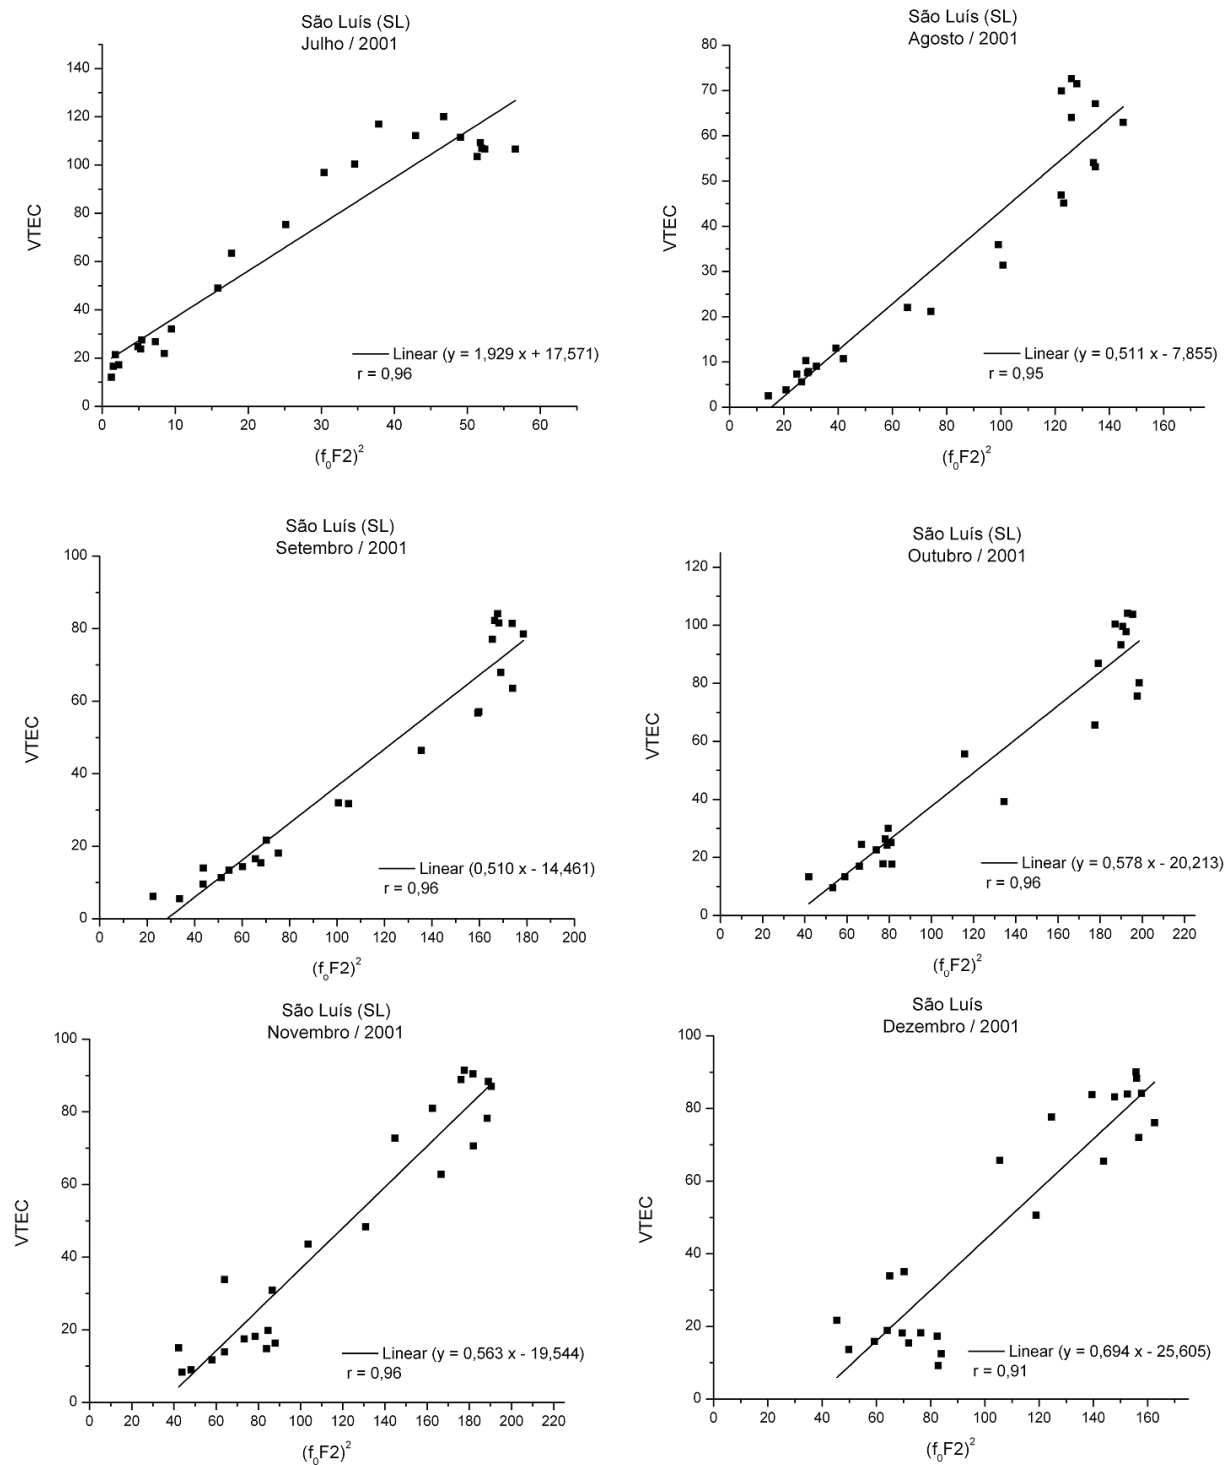 São Luís (SL)
Julho / 2001
140
120
100
80
60
40
20
0
VTEC
Linear (y = 1,929 x + 17,571)
r = 0,96
0 10 20 30 40 50 60
(f₀F2)²
São Luís (SL)
Agosto / 2001
80
70
60
50
40
30
20
10
0
VTEC
Linear (y = 0,511 x - 7,855)
r = 0,95
0 20 40 60 80 100 120 140 160
(f₀F2)²
São Luís (SL)
Setembro / 2001
100
80
60
40
20
0
VTEC
Linear (0,510 x - 14,461)
r = 0,96
0 20 40 60 80 100 120 140 160 180 200
(f₀F2)²
São Luís (SL)
Outubro / 2001
120
100
80
60
40
20
0
VTEC
Linear (y = 0,578 x - 20,213)
r = 0,96
0 20 40 60 80 100 120 140 160 180 200 220
(f₀F2)²
São Luís (SL)
Novembro / 2001
100
80
60
40
20
0
VTEC
Linear (y = 0,563 x - 19,544)
r = 0,96
0 20 40 60 80 100 120 140 160 180 200 220
(f₀F2)²
São Luís
Dezembro / 2001
100
80
60
40
20
0
VTEC
Linear (y = 0,694 x - 25,605)
r = 0,91
0 20 40 60 80 100 120 140 160
(f₀F2)²